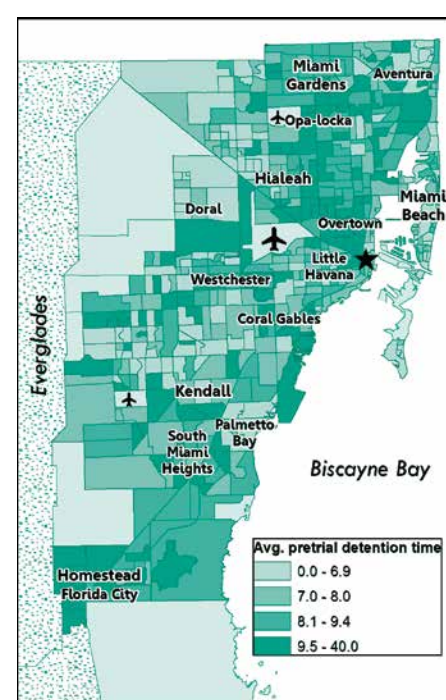 Miami
Gardens
Aventura
Opa-locka
Hialeah
Miami
Beach
Doral
Overtown
Little
Havana
Westchester
Coral Gables
Everglades
Kendall
Palmetto
Bay
South
Miami
Heights
Biscayne Bay
Homestead
Florida City
Avg. pretrial detention time
0.0 - 6.9
7.0 - 8.0
8.1 - 9.4
9.5 - 40.0